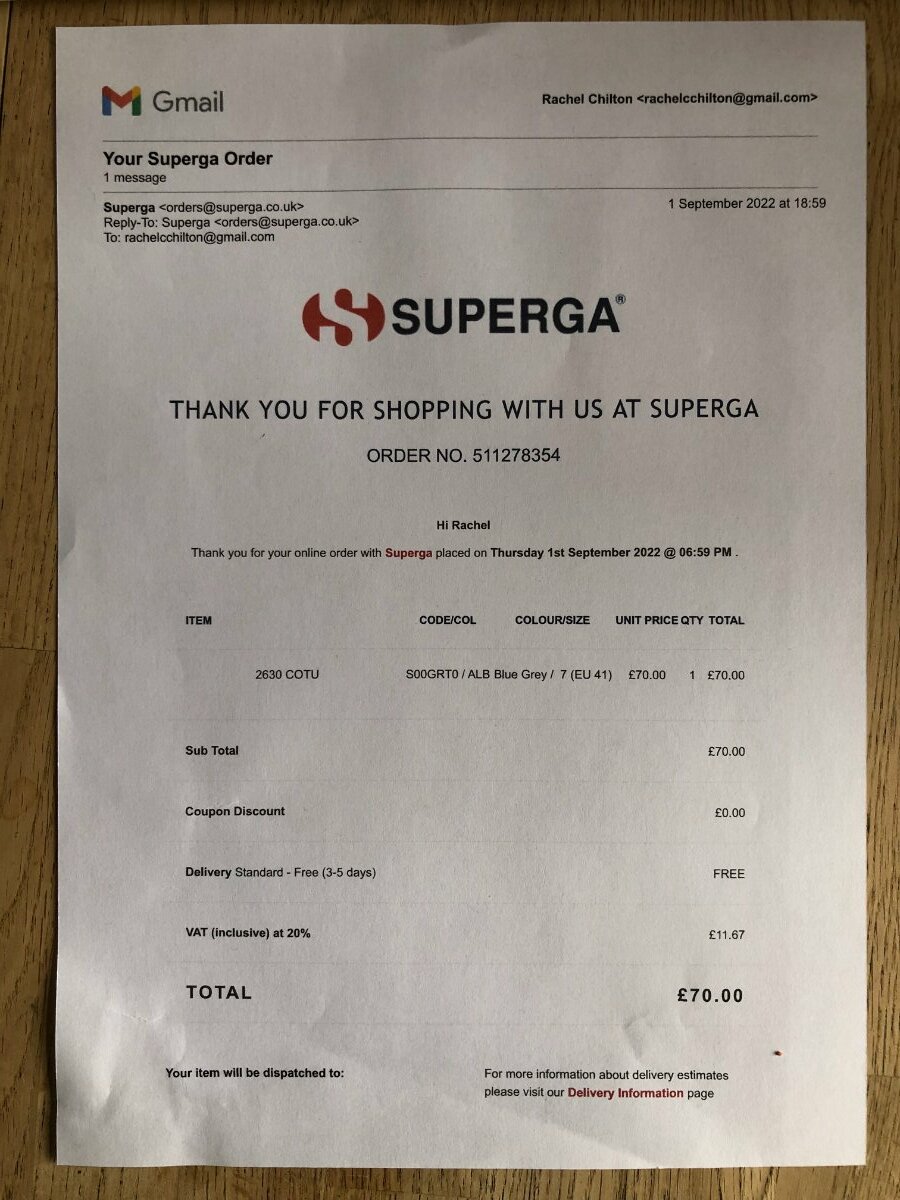 Gmail
Rachel Chilton <rachelcchilton@gmail.com>
Your Superga Order
1 message
Superga <orders@superga.co.uk>
1 September 2022 at 18:59
Reply-To: Superga <orders@superga.co.uk>
To: rachelcchilton@gmail.com
SUPERGA®
THANK YOU FOR SHOPPING WITH US AT SUPERGA
ORDER NO. 511278354
Hi Rachel
Thank you for your online order with Superga placed on Thursday 1st September 2022 @ 06:59 PM .
ITEM CODE/COL COLOUR/SIZE UNIT PRICE QTY TOTAL
2630 COTU S00GRT0 / ALB Blue Grey / 7 (EU 41) £70.00 1 £70.00
Sub Total £70.00
Coupon Discount £0.00
Delivery Standard - Free (3-5 days) FREE
VAT (inclusive) at 20% £11.67
TOTAL £70.00
Your item will be dispatched to:
For more information about delivery estimates
please visit our Delivery Information page